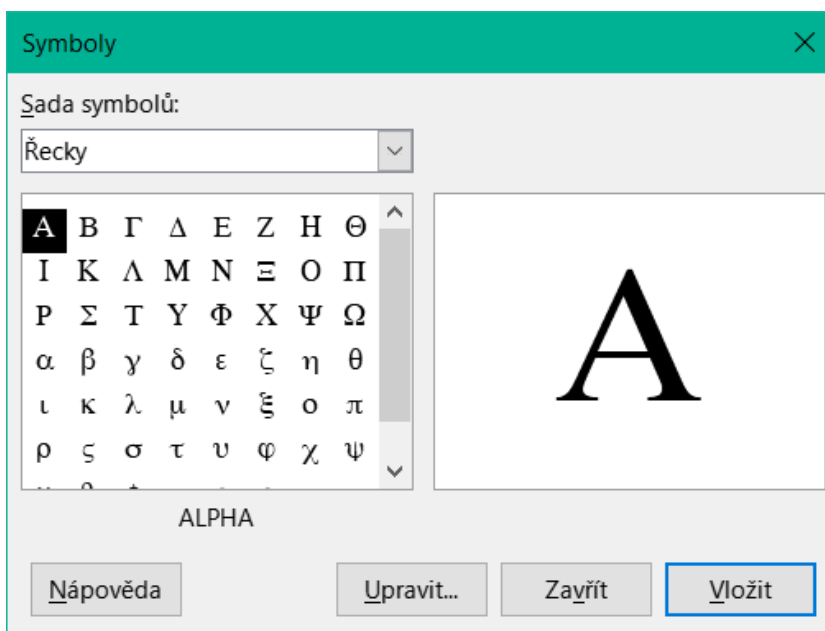 Symboly
Sada symbolů:
Řecky
Α Β Γ Δ Ε Ζ Η Θ
Ι Κ Λ Μ Ν Ξ Ο Π
Ρ Σ Τ Υ Φ Χ Ψ Ω
α β γ δ ε ζ η θ
ι κ λ μ ν ξ ο π
ρ ς σ τ υ φ χ ψ
Α
ALPHA
Nápověda Upravit... Zavřít Vložit